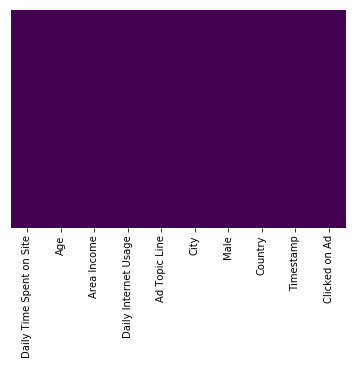 Daily Time Spent on Site
Age
Area Income
Daily Internet Usage
Ad Topic Line
City
Male
Country
Timestamp
Clicked on Ad